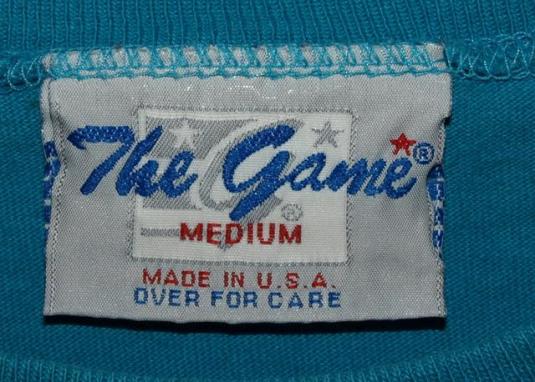 The Game®
®
MEDIUM
MADE IN U.S.A.
OVER FOR CARE